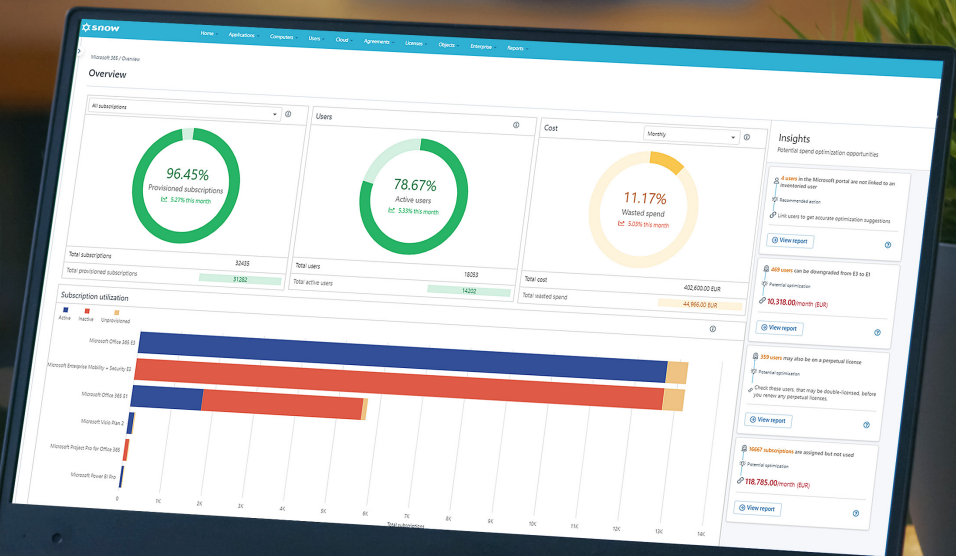 snow
Home Applications Computers Users Cloud Agreements Licenses Objects Enterprise Reports
Microsoft 365 / Overview
Overview
All subscriptions
96.45%
Provisioned subscriptions
5.27% this month
Total subscriptions 32435
Total provisioned subscriptions 31282
Users
78.67%
Active users
5.33% this month
Total users 18053
Total active users 14202
Cost
Monthly
11.17%
Wasted spend
5.03% this month
Total cost 402,600.00 EUR
Total wasted spend 44,966.00 EUR
Subscription utilization
Active Inactive Unprovisioned
Microsoft Office 365 E3
Microsoft Enterprise Mobility + Security E3
Microsoft Office 365 E1
Microsoft Visio Plan 2
Microsoft Project Pro for Office 365
Microsoft Power BI Pro
0 1K 2K 3K 4K 5K 6K 7K 8K 9K 10K 11K 12K 13K 14K
Total subscriptions
Insights
Potential spend optimization opportunities
4 users in the Microsoft portal are not linked to an
inventoried user
Recommended action
Link users to get accurate optimization suggestions
View report
469 users can be downgraded from E3 to E1
Potential optimization
10,318.00/month (EUR)
View report
359 users may also be on a perpetual license
Potential optimization
Check these users, that may be double-licensed, before
you renew any perpetual licenses.
View report
16667 subscriptions are assigned but not used
Potential optimization
118,785.00/month (EUR)
View report